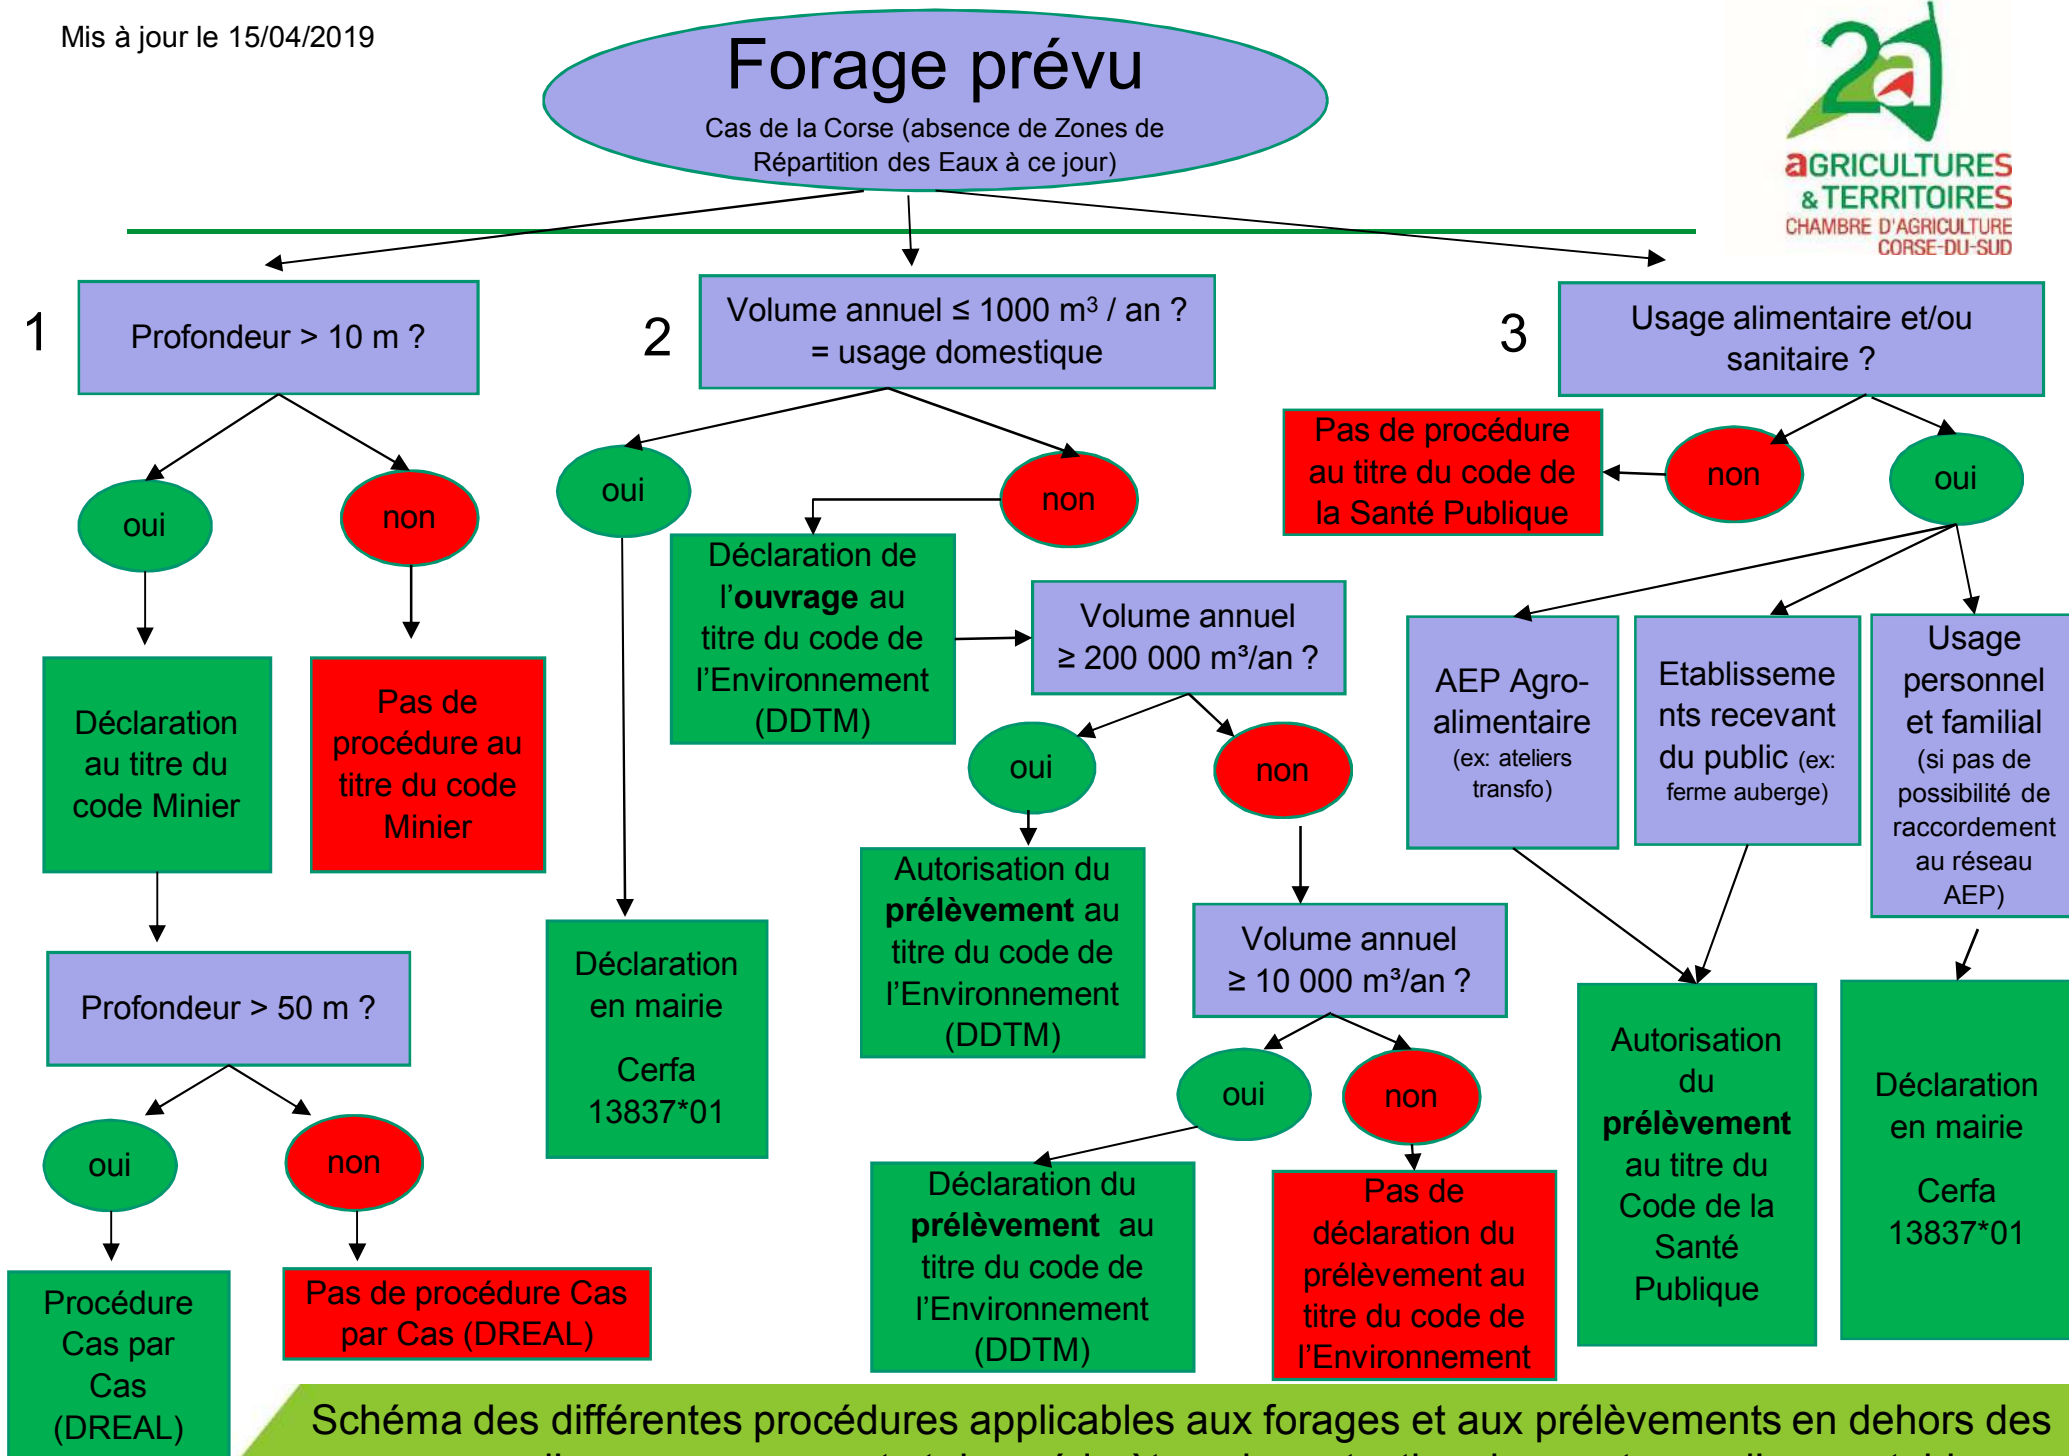 Mis à jour le 15/04/2019
Forage prévu
Cas de la Corse (absence de Zones de
Répartition des Eaux à ce jour)
2a
aGRICULTURES
& TERRITOIRES
CHAMBRE D'AGRICULTURE
CORSE-DU-SUD
1
Profondeur > 10 m ?
oui
non
Déclaration
au titre du
code Minier
Pas de
procédure au
titre du code
Minier
Profondeur > 50 m ?
oui
non
Procédure
Cas par
Cas
(DREAL)
Pas de procédure Cas
par Cas (DREAL)
2
Volume annuel ≤ 1000 m³ / an ?
= usage domestique
oui
non
Déclaration
en mairie
Cerfa
13837*01
Déclaration de
l’ouvrage au
titre du code de
l’Environnement
(DDTM)
Volume annuel
≥ 200 000 m³/an ?
oui
non
Autorisation du
prélèvement au
titre du code de
l’Environnement
(DDTM)
Volume annuel
≥ 10 000 m³/an ?
oui
non
Déclaration du
prélèvement au
titre du code de
l’Environnement
(DDTM)
Pas de
déclaration du
prélèvement au
titre du code de
l’Environnement
3
Usage alimentaire et/ou
sanitaire ?
non
oui
Pas de procédure
au titre du code de
la Santé Publique
AEP Agro-
alimentaire
(ex: ateliers
transfo)
Etablisseme
nts recevant
du public (ex:
ferme auberge)
Usage
personnel
et familial
(si pas de
possibilité de
raccordement
au réseau
AEP)
Autorisation
du
prélèvement
au titre du
Code de la
Santé
Publique
Déclaration
en mairie
Cerfa
13837*01
Schéma des différentes procédures applicables aux forages et aux prélèvements en dehors des